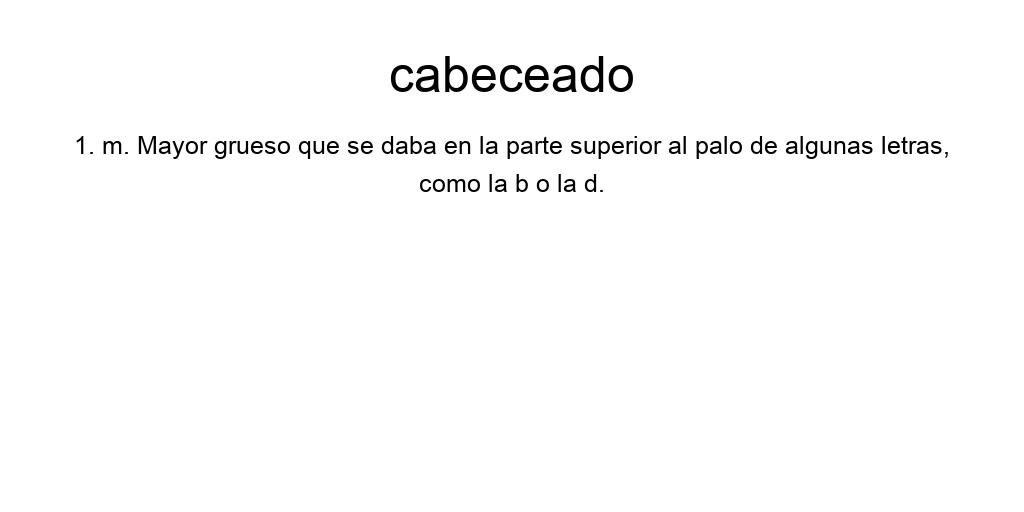 cabeceado
1. m. Mayor grueso que se daba en la parte superior al palo de algunas letras,
como la b o la d.